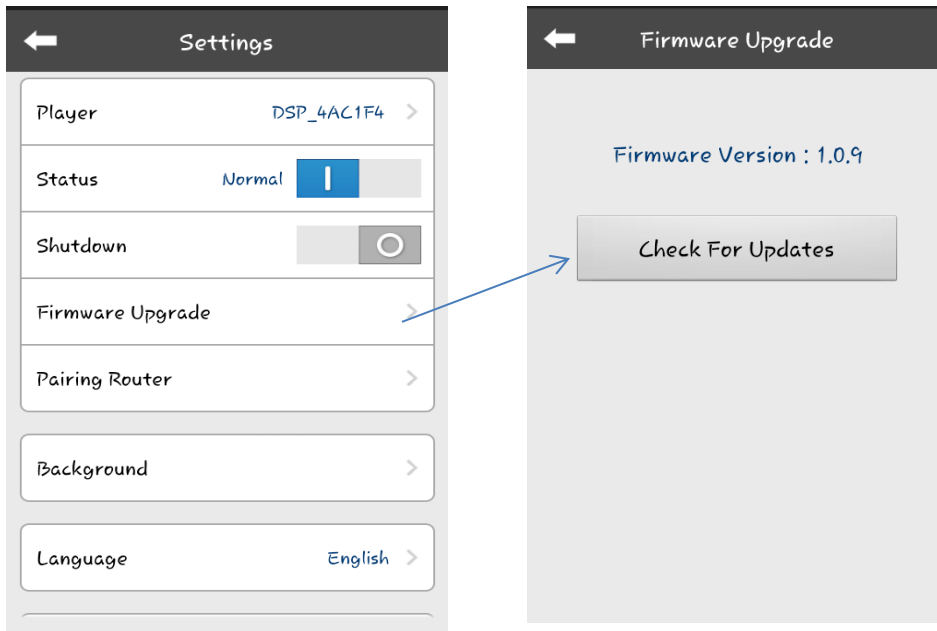 Settings
Player DSP_4AC1F4
Status Normal
Shutdown
Firmware Upgrade
Pairing Router
Background
Language English
Firmware Upgrade
Firmware Version : 1.0.9
Check For Updates